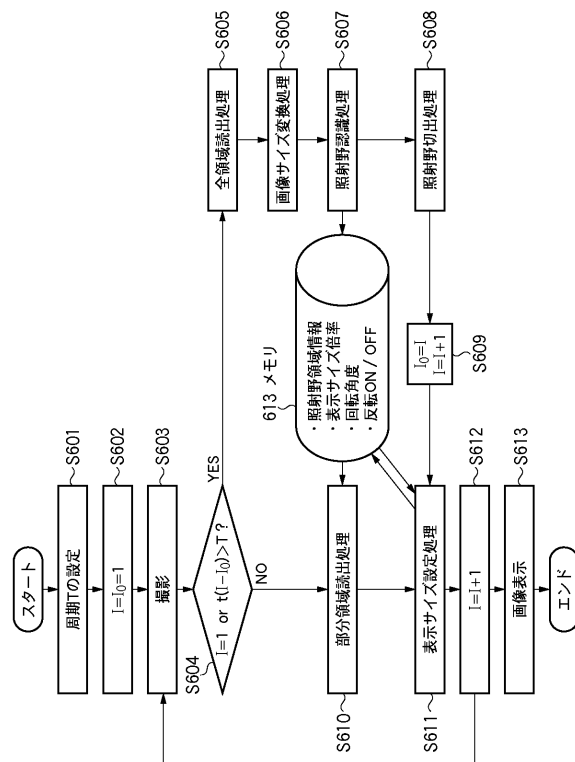 スタート
周期Tの設定
S601
I=I₀=1
S602
撮影
S603
I=1 or t(I−I₀)>T?
S604
YES
NO
全領域読出処理
S605
画像サイズ変換処理
S606
照射野認識処理
S607
照射野切出処理
S608
613 メモリ
・照射野領域情報
・表示サイズ倍率
・回転角度
・反転ON/OFF
I₀=I
I=I+1
S609
部分領域読出処理
S610
表示サイズ設定処理
S611
I=I+1
S612
画像表示
S613
エンド